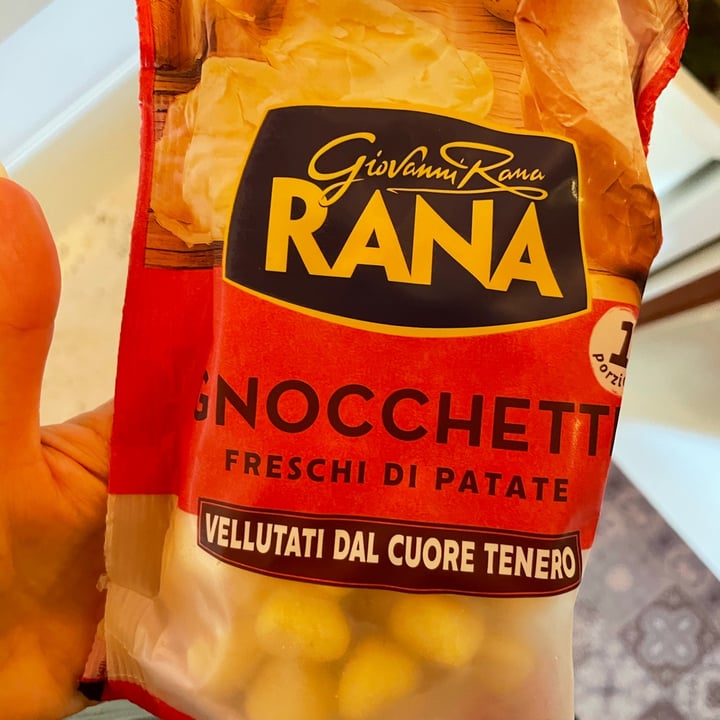 Giovanni Rana
RANA
1
GNOCCHETTI
FRESCHI DI PATATE
VELLUTATI DAL CUORE TENERO